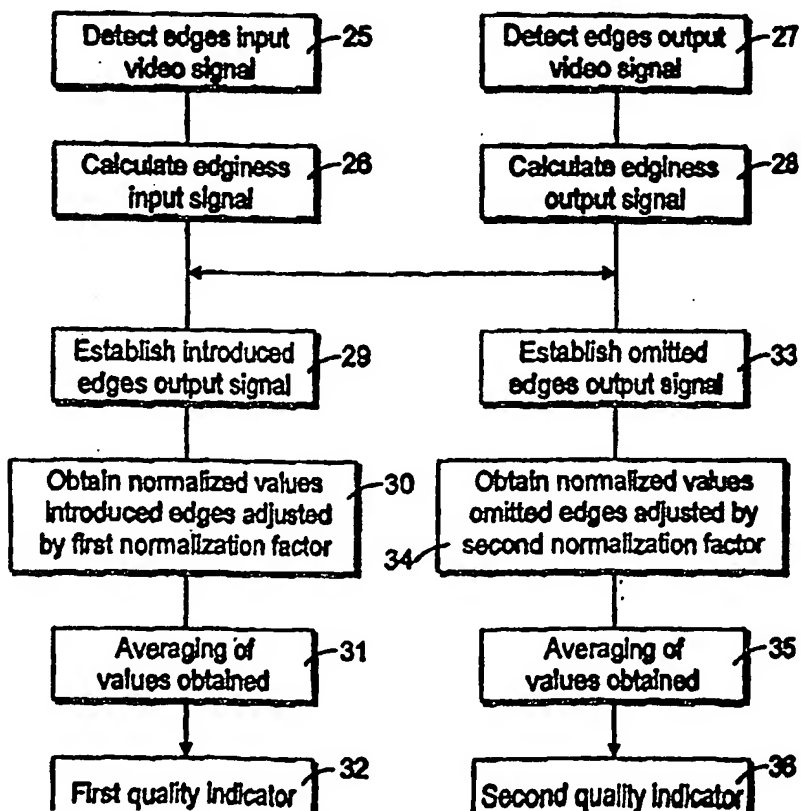 Detect edges input
video signal
25
Calculate edginess
input signal
26
Establish introduced
edges output signal
29
Obtain normalized values
introduced edges adjusted
by first normalization factor
30
Averaging of
values obtained
31
First quality indicator
32
Detect edges output
video signal
27
Calculate edginess
output signal
28
Establish omitted
edges output signal
33
Obtain normalized values
omitted edges adjusted by
second normalization factor
34
Averaging of
values obtained
35
Second quality indicator
36